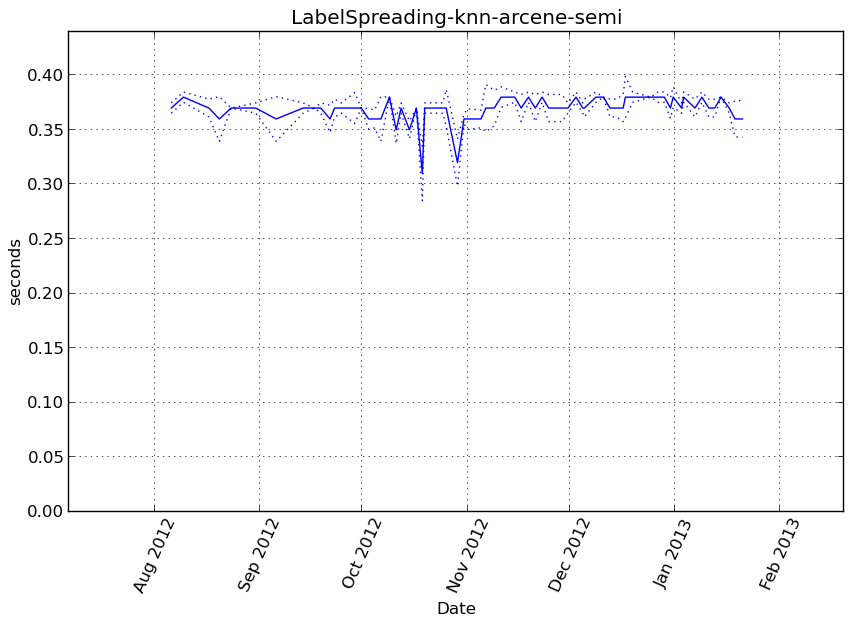 LabelSpreading-knn-arcene-semi
0.40
0.35
0.30
0.25
0.20
0.15
0.10
0.05
0.00
seconds
Aug 2012
Sep 2012
Oct 2012
Nov 2012
Dec 2012
Jan 2013
Feb 2013
Date